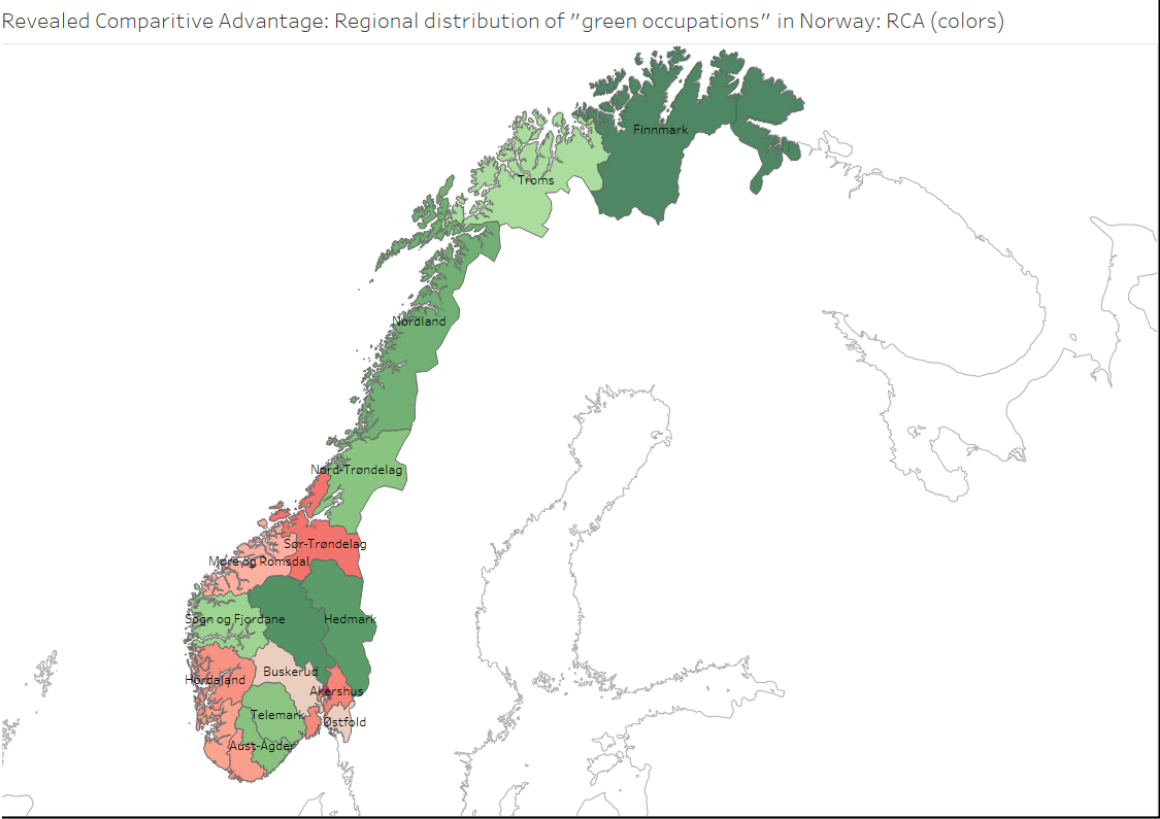 Revealed Comparitive Advantage: Regional distribution of "green occupations" in Norway: RCA (colors)
Finnmark
Troms
Nordland
Nord-Trøndelag
Sør-Trøndelag
Møre og Romsdal
Sogn og Fjordane
Hedmark
Buskerud
Hordaland
Akershus
Telemark
Østfold
Aust-Agder